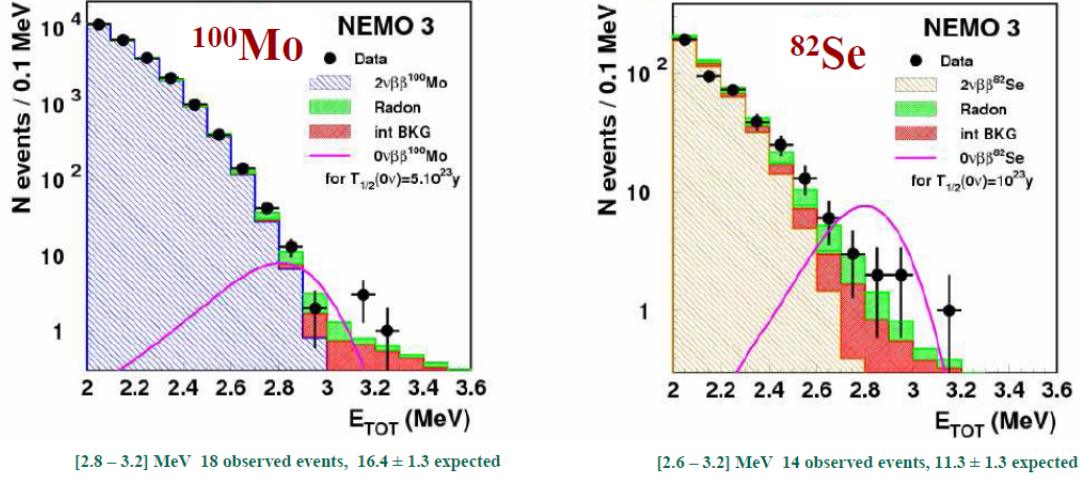 NEMO 3
¹⁰⁰Mo
Data
2νββ¹⁰⁰Mo
Radon
int BKG
0νββ¹⁰⁰Mo
for T₁/₂(0ν)=5.10²³y
N events / 0.1 MeV
10⁴
10³
10²
10
1
2 2.2 2.4 2.6 2.8 3 3.2 3.4 3.6
E_TOT (MeV)
[2.8 – 3.2] MeV 18 observed events, 16.4 ± 1.3 expected
NEMO 3
⁸²Se
Data
2νββ⁸²Se
Radon
int BKG
0νββ⁸²Se
for T₁/₂(0ν)=10²³y
N events / 0.1 MeV
10²
10
1
2 2.2 2.4 2.6 2.8 3 3.2 3.4 3.6
E_TOT (MeV)
[2.6 – 3.2] MeV 14 observed events, 11.3 ± 1.3 expected